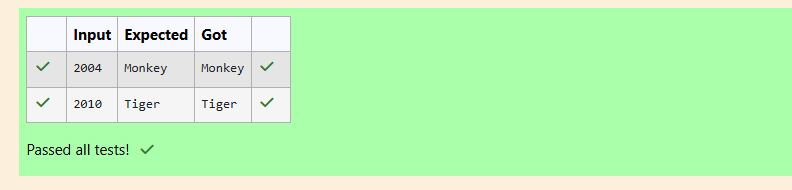 Input Expected Got
2004 Monkey Monkey
2010 Tiger Tiger
Passed all tests!